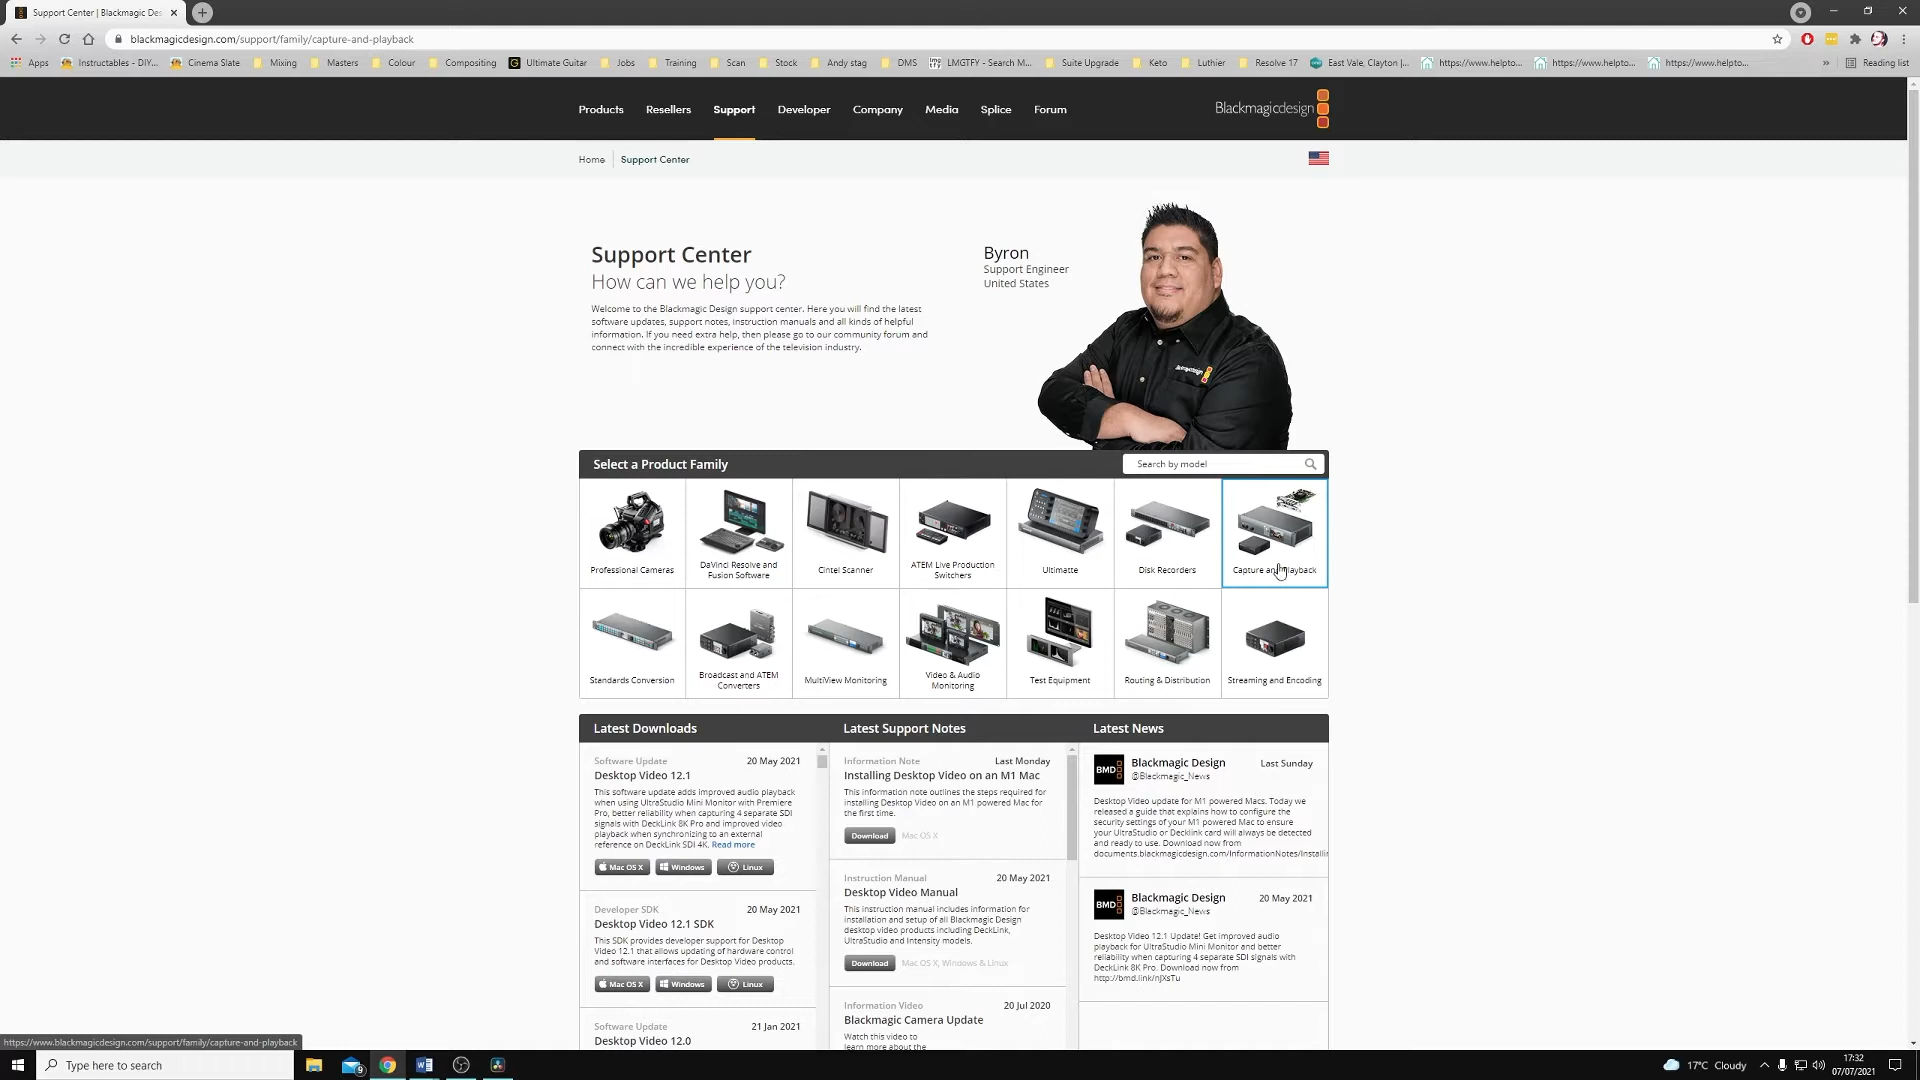 Support Center | Blackmagic Des
blackmagicdesign.com/support/family/capture-and-playback
Apps
Instructables - DIY...
Cinema Slate
Mixing
Masters
Colour
Compositing
Ultimate Guitar
Jobs
Training
Scan
Stock
Andy stag
DMS
LMGTFY - Search M...
Suite Upgrade
Keto
Luthier
Resolve 17
East Vale, Clayton |...
https://www.helpto...
https://www.helpto...
https://www.helpto...
Reading list
Products
Resellers
Support
Developer
Company
Media
Splice
Forum
Blackmagicdesign
Home
Support Center
Support Center
How can we help you?
Welcome to the Blackmagic Design support center. Here you will find the latest
software updates, support notes, instruction manuals and all kinds of helpful
information. If you need extra help, then please go to our community forum and
connect with the incredible experience of the television industry.
Byron
Support Engineer
United States
Blackmagicdesign
Select a Product Family
Search by model
Professional Cameras
DaVinci Resolve and
Fusion Software
Cintel Scanner
ATEM Live Production
Switchers
Ultimatte
Disk Recorders
Capture and Playback
Standards Conversion
Broadcast and ATEM
Converters
MultiView Monitoring
Video & Audio
Monitoring
Test Equipment
Routing & Distribution
Streaming and Encoding
Latest Downloads
Software Update
20 May 2021
Desktop Video 12.1
This software update adds improved audio playback
when using UltraStudio Mini Monitor with Premiere
Pro, better reliability when capturing 4 separate SDI
signals with DeckLink 8K Pro and improved video
playback when synchronizing to an external
reference on DeckLink SDI 4K. Read more
Mac OS X
Windows
Linux
Developer SDK
20 May 2021
Desktop Video 12.1 SDK
This SDK provides developer support for Desktop
Video 12.1 that allows updating of hardware control
and software interfaces for Desktop Video products.
Mac OS X
Windows
Linux
Software Update
21 Jan 2021
Desktop Video 12.0
Latest Support Notes
Information Note
Last Monday
Installing Desktop Video on an M1 Mac
This information note outlines the steps required for
installing Desktop Video on an M1 powered Mac for
the first time.
Download
Mac OS X
Instruction Manual
20 May 2021
Desktop Video Manual
This instruction manual includes information for
installation and setup of all Blackmagic Design
desktop video products including DeckLink,
UltraStudio and Intensity models.
Download
Mac OS X, Windows & Linux
Information Video
20 Jul 2020
Blackmagic Camera Update
Watch this video to
learn more about the
Latest News
BMD
Blackmagic Design
Last Sunday
@Blackmagic_News
Desktop Video update for M1 powered Macs. Today we
released a guide that explains how to configure the
security settings of your M1 powered Mac to ensure
your UltraStudio or Decklink card will always be detected
and ready to use. Download now from
documents.blackmagicdesign.com/InformationNotes/Installin
BMD
Blackmagic Design
20 May 2021
@Blackmagic_News
Desktop Video 12.1 Update! Get improved audio
playback for UltraStudio Mini Monitor and better
reliability when capturing 4 separate SDI signals with
DeckLink 8K Pro. Download now from
http://bmd.link/nJXsTu
https://www.blackmagicdesign.com/support/family/capture-and-playback
Type here to search
9
17°C Cloudy
17:32
07/07/2021